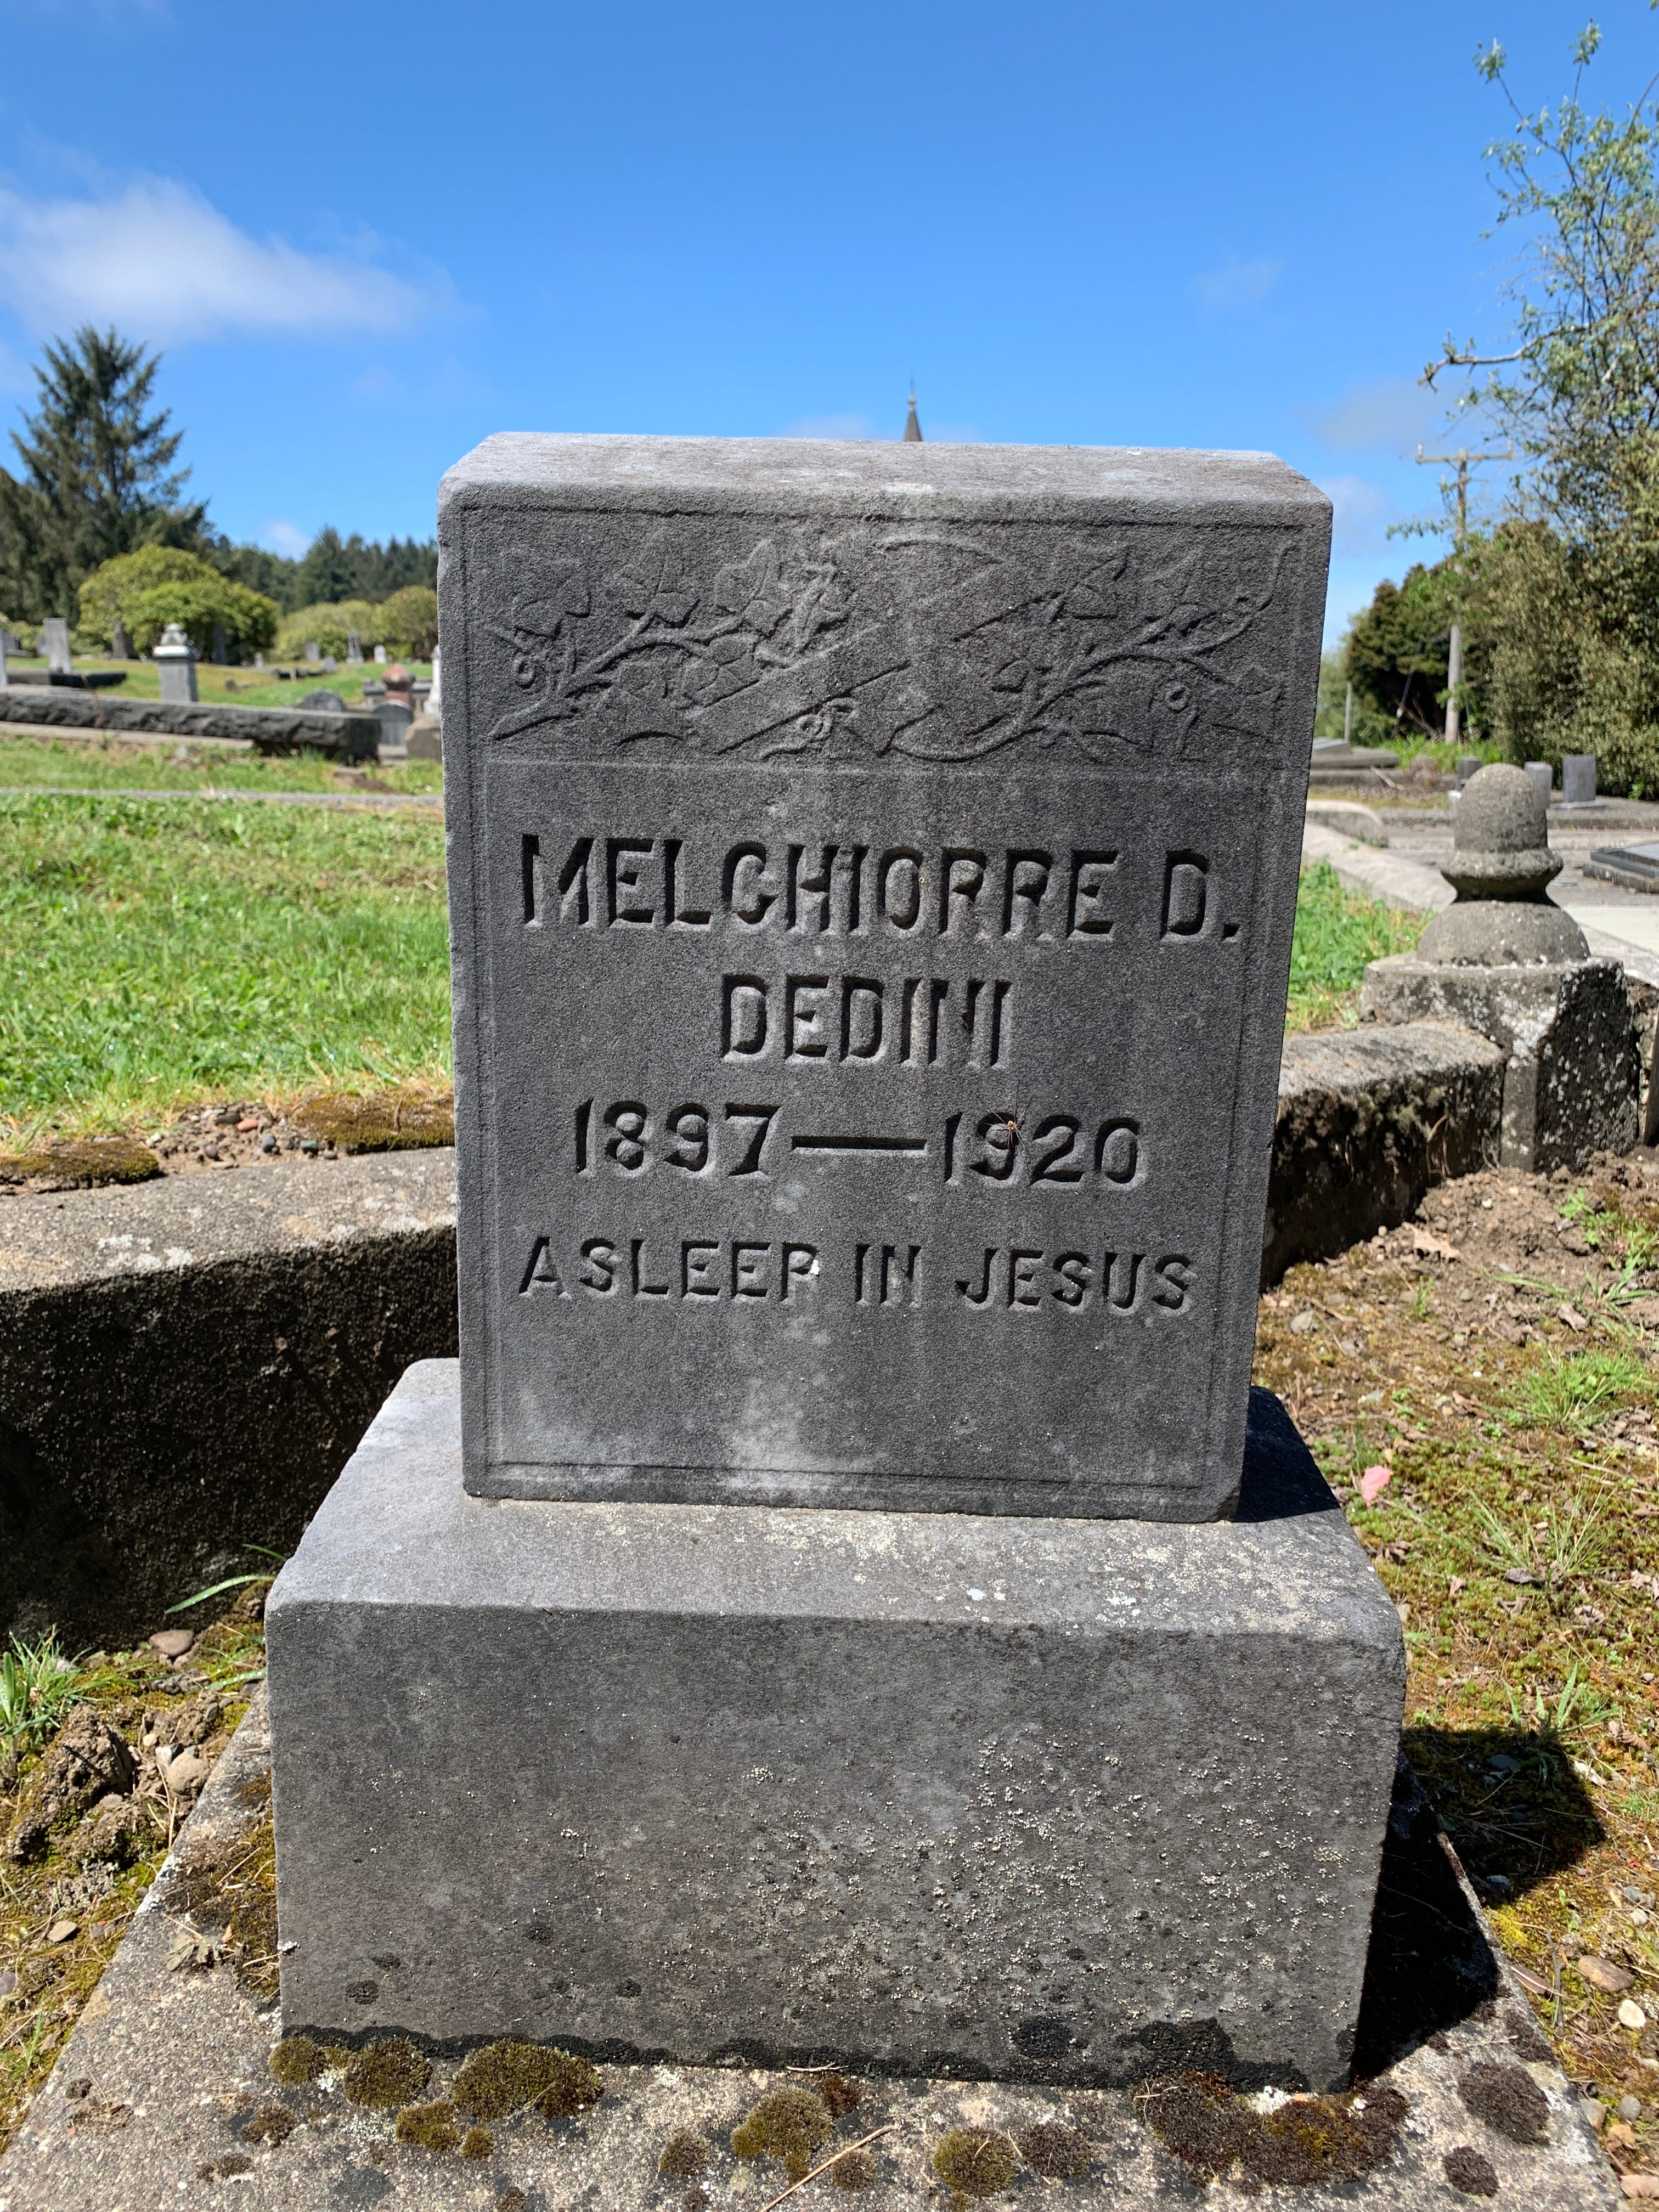 MELCHIORRE D.
DEDINI
1897—1920
ASLEEP IN JESUS